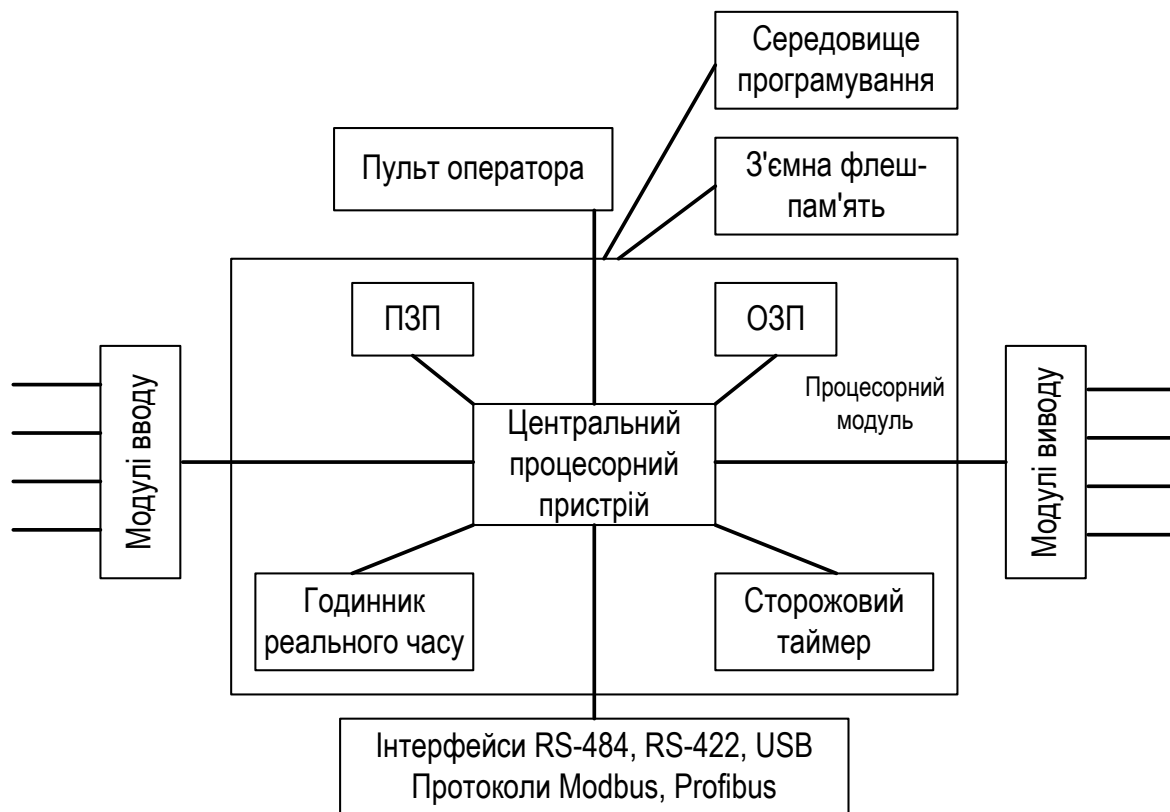 Середовище
програмування
Пульт оператора
З'ємна флеш-
пам'ять
ПЗП
ОЗП
Процесорний
модуль
Модулі вводу
Центральний
процесорний
пристрій
Модулі виводу
Годинник
реального часу
Сторожовий
таймер
Інтерфейси RS-484, RS-422, USB
Протоколи Modbus, Profibus